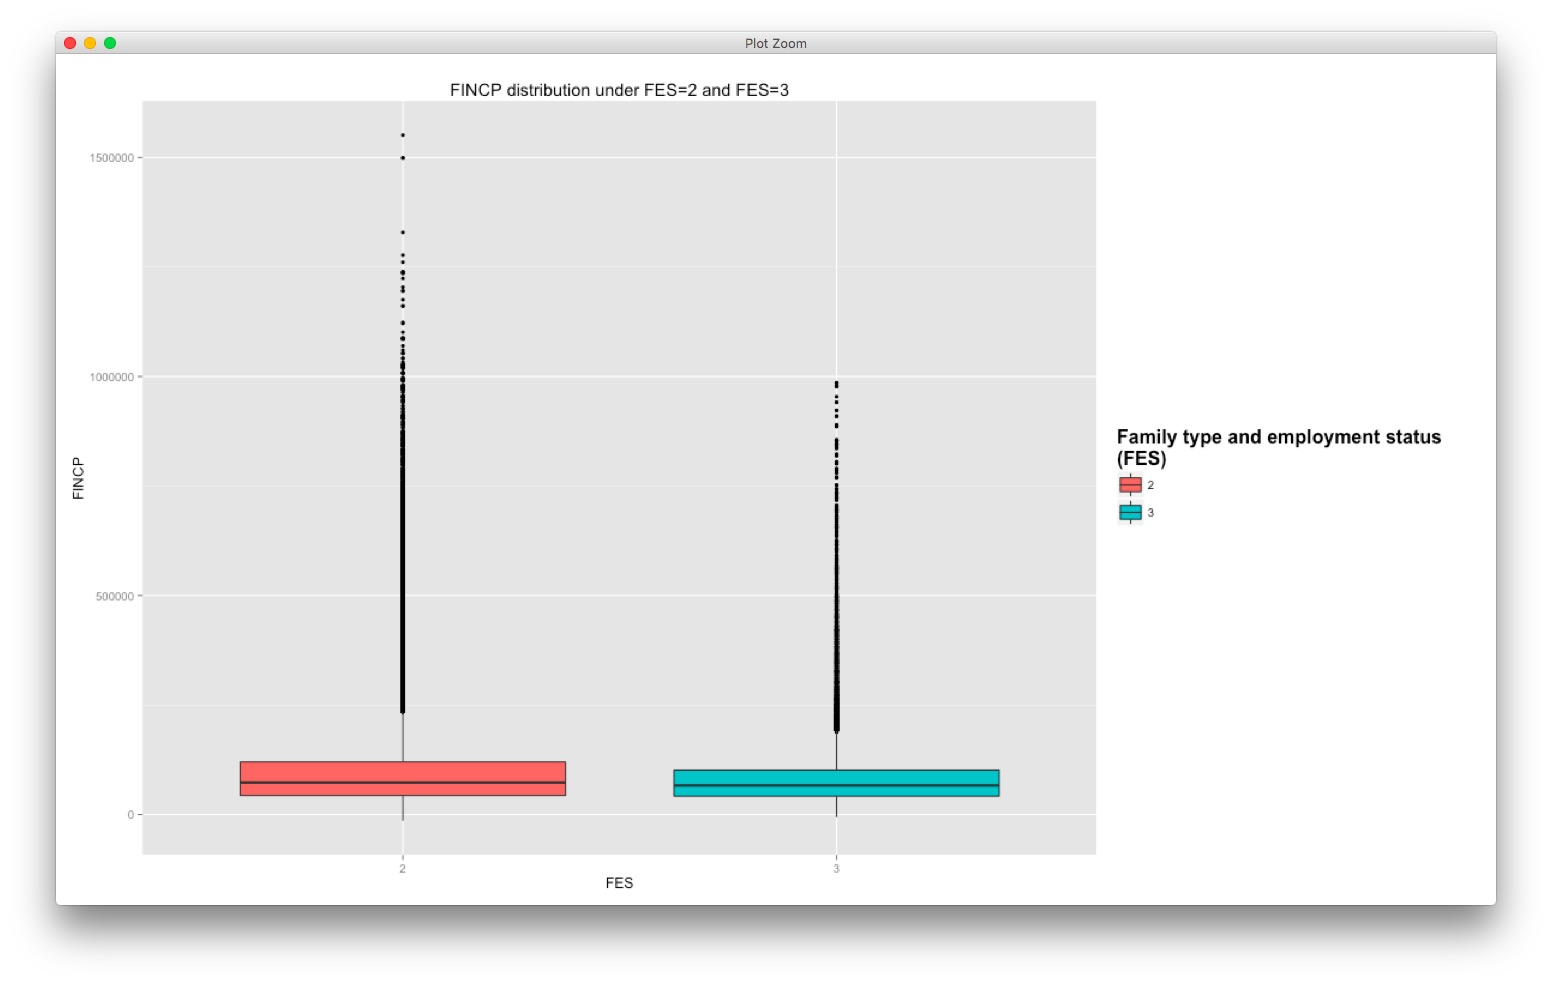 Plot Zoom
FINCP distribution under FES=2 and FES=3
1500000
1000000
500000
0
FINCP
2
3
FES
Family type and employment status
(FES)
2
3